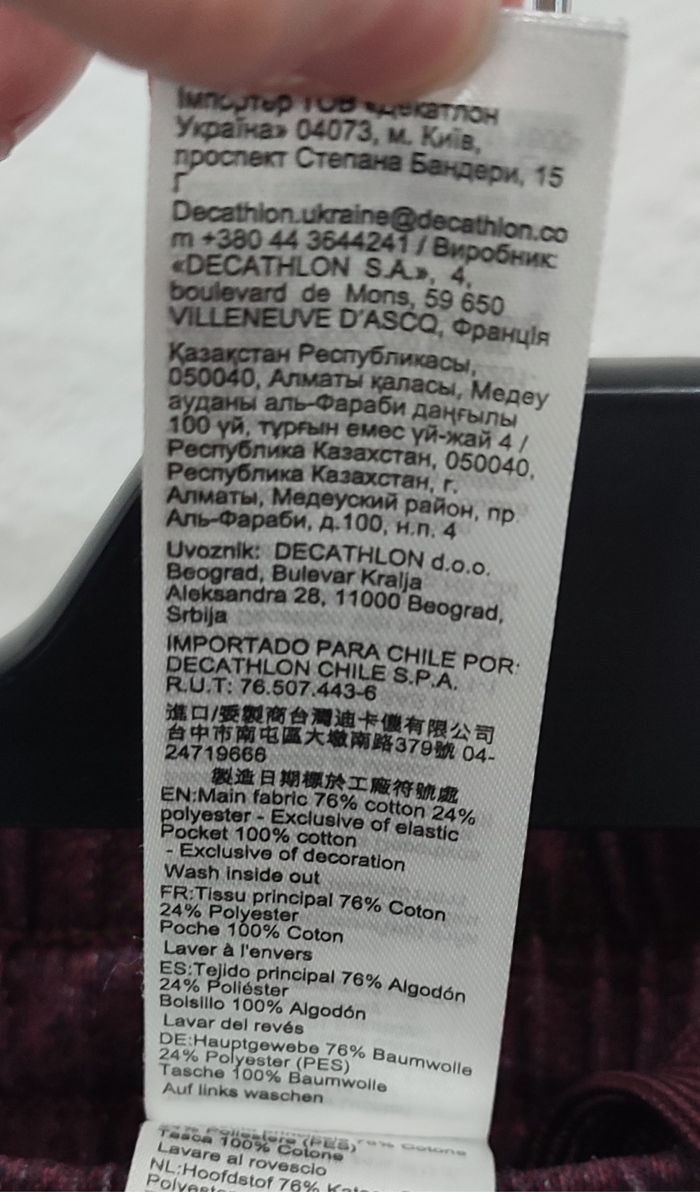 Імпортер ТОВ «Декатлон
Україна» 04073, м. Київ,
проспект Степана Бандери, 15
Г
Decathlon.ukraine@decathlon.co
m +380 44 3644241 / Виробник:
«DECATHLON S.A.», 4,
boulevard de Mons, 59 650
VILLENEUVE D'ASCQ, Франція
Қазақстан Республикасы,
050040, Алматы қаласы, Медеу
ауданы аль-Фараби даңғылы
100 үй, тұрғын емес үй-жай 4 /
Республика Казахстан, 050040,
Республика Казахстан, г.
Алматы, Медеуский район, пр.
Аль-Фараби, д.100, н.п. 4
Uvoznik: DECATHLON d.o.o.
Beograd, Bulevar Kralja
Aleksandra 28, 11000 Beograd,
Srbija
IMPORTADO PARA CHILE POR:
DECATHLON CHILE S.P.A.
R.U.T: 76.507.443-6
進口/委製商台灣迪卡儂有限公司
台中市南屯區大墩南路379號 04-
24719666
製造日期標於工廠符號處
EN:Main fabric 76% cotton 24%
polyester - Exclusive of elastic
Pocket 100% cotton
- Exclusive of decoration
Wash inside out
FR:Tissu principal 76% Coton
24% Polyester
Poche 100% Coton
Laver à l'envers
ES:Tejido principal 76% Algodón
24% Poliéster
Bolsillo 100% Algodón
Lavar del revés
DE:Hauptgewebe 76% Baumwolle
24% Polyester (PES)
Tasche 100% Baumwolle
Auf links waschen
24% Poliestere (PES)
Tasca 100% Cotone
Lavare al rovescio
NL:Hoofdstof 76%